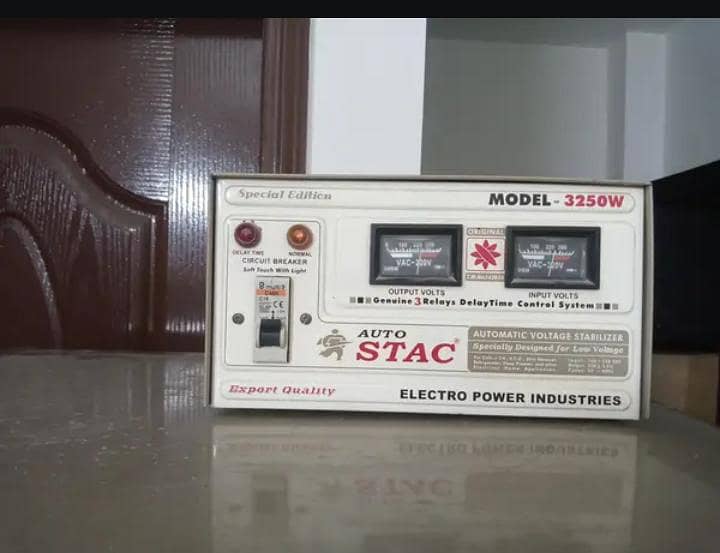 Special Edition
MODEL - 3250W
DELAY TIME
NORMAL
CIRCUIT BREAKER
Soft Touch With Light
ORIGINAL
VAC-300V
OUTPUT VOLTS
INPUT VOLTS
Genuine 3 Relays DelayTime Control System
AUTO
STAC®
AUTOMATIC VOLTAGE STABILIZER
Specially Designed for Low Voltage
Export Quality
ELECTRO POWER INDUSTRIES